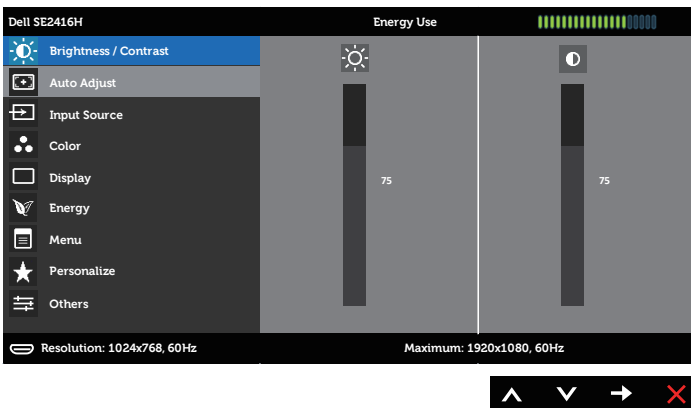 Dell SE2416H
Energy Use
Brightness / Contrast
Auto Adjust
Input Source
Color
Display
75
75
Energy
Menu
Personalize
Others
Resolution: 1024x768, 60Hz
Maximum: 1920x1080, 60Hz